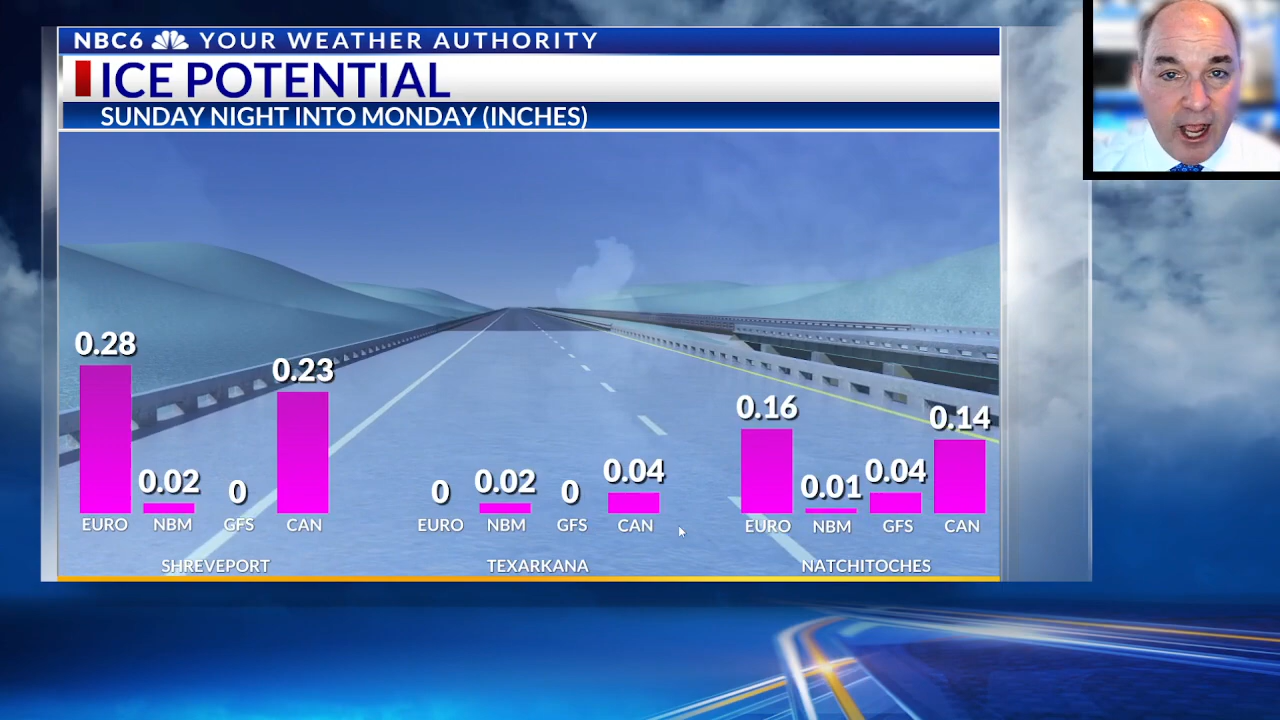 NBC6 YOUR WEATHER AUTHORITY
ICE POTENTIAL
SUNDAY NIGHT INTO MONDAY (INCHES)
0.28 0.02 0 0.23
EURO NBM GFS CAN
SHREVEPORT
0 0.02 0 0.04
EURO NBM GFS CAN
TEXARKANA
0.16 0.01 0.04 0.14
EURO NBM GFS CAN
NATCHITOCHES